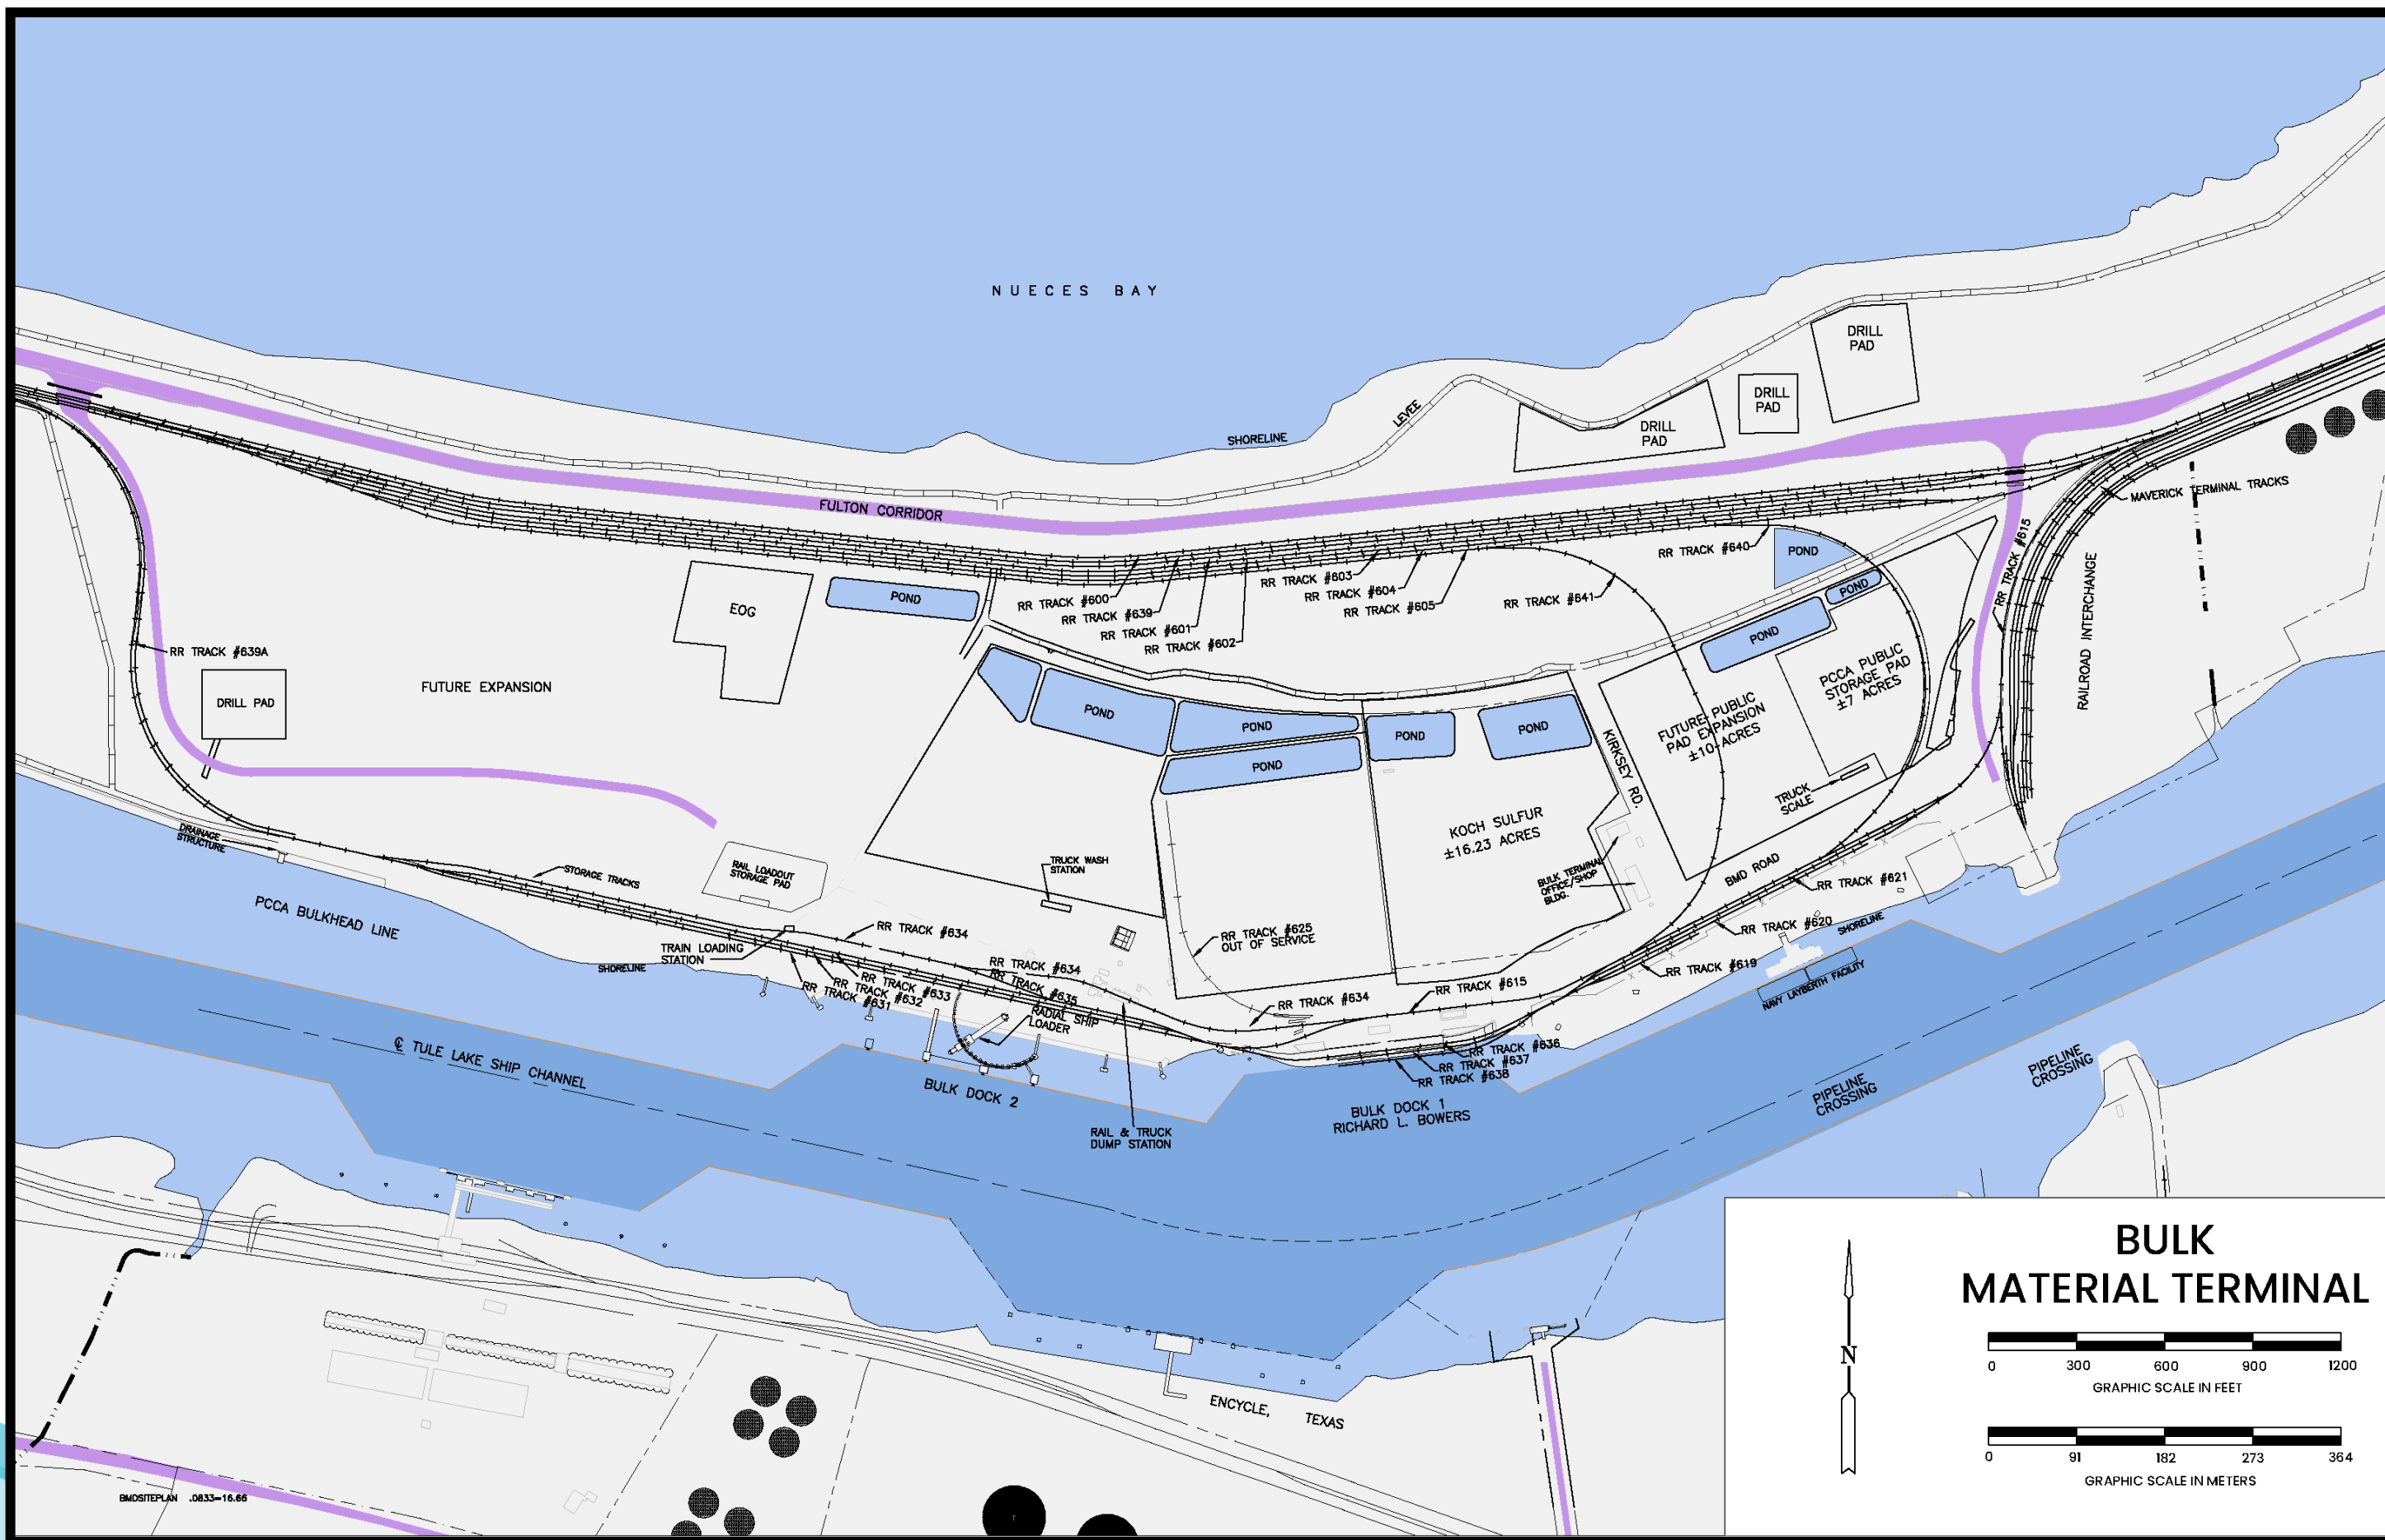 NUECES BAY
DRILL
PAD
DRILL
PAD
DRILL
PAD
LEVEE
SHORELINE
FULTON CORRIDOR
MAVERICK TERMINAL TRACKS
RR TRACK #615
RAILROAD INTERCHANGE
RR TRACK #640
POND
POND
POND
RR TRACK #600
RR TRACK #639
RR TRACK #601
RR TRACK #602
RR TRACK #603
RR TRACK #604
RR TRACK #605
RR TRACK #641
EOG
POND
RR TRACK #639A
DRILL PAD
FUTURE EXPANSION
POND
POND
POND
POND
POND
KIRKSEY RD.
FUTURE PUBLIC
PAD EXPANSION
±10 ACRES
PCCA PUBLIC
STORAGE PAD
±7 ACRES
TRUCK
SCALE
KOCH SULFUR
±16.23 ACRES
DRAINAGE
STRUCTURE
STORAGE TRACKS
RAIL LOADOUT
STORAGE PAD
TRUCK WASH
STATION
BULK TERMINAL
OFFICE/SHOP
BLDG.
BMD ROAD
RR TRACK #621
RR TRACK #620
RR TRACK #619
SHORELINE
NAVY LAYBERTH FACILITY
PCCA BULKHEAD LINE
SHORELINE
TRAIN LOADING
STATION
RR TRACK #634
RR TRACK #625
OUT OF SERVICE
RR TRACK #634
RR TRACK #635
RR TRACK #633
RR TRACK #632
RR TRACK #631
RADIAL SHIP
LOADER
RR TRACK #634
RR TRACK #615
RR TRACK #636
RR TRACK #637
RR TRACK #638
℄ TULE LAKE SHIP CHANNEL
BULK DOCK 2
BULK DOCK 1
RICHARD L. BOWERS
RAIL & TRUCK
DUMP STATION
PIPELINE
CROSSING
PIPELINE
CROSSING
ENCYCLE, TEXAS
BMDSITEPLAN .0833=16.66
N
BULK
MATERIAL TERMINAL
0 300 600 900 1200
GRAPHIC SCALE IN FEET
0 91 182 273 364
GRAPHIC SCALE IN METERS